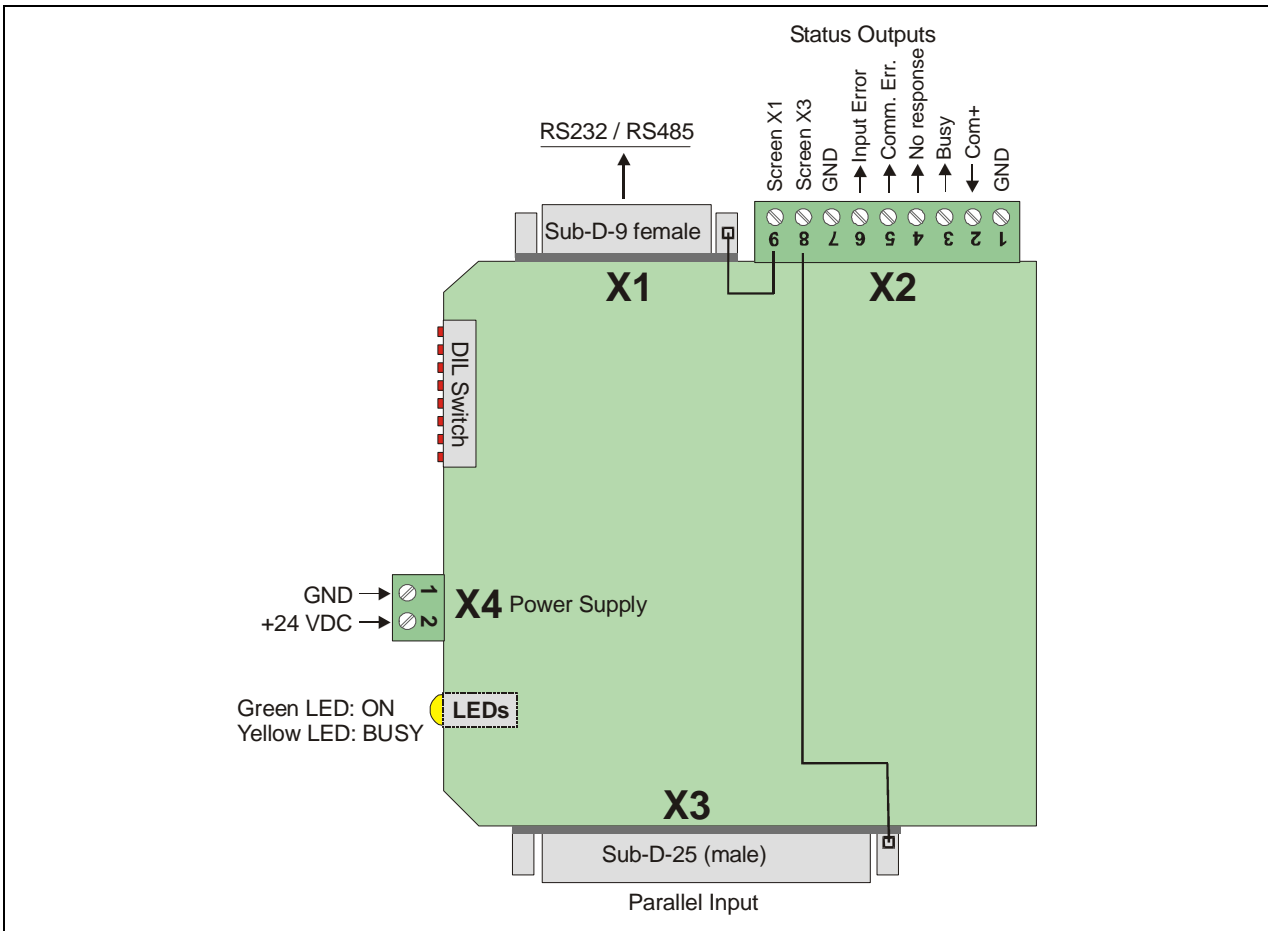 Status Outputs
Screen X1
Screen X3
GND
Input Error
Comm. Err.
No response
Busy
Com+
GND
RS232 / RS485
Sub-D-9 female
9 8 7 6 5 4 3 2 1
X1
X2
DIL Switch
GND
+24 VDC
1
2
X4 Power Supply
Green LED: ON
Yellow LED: BUSY
LEDs
X3
Sub-D-25 (male)
Parallel Input